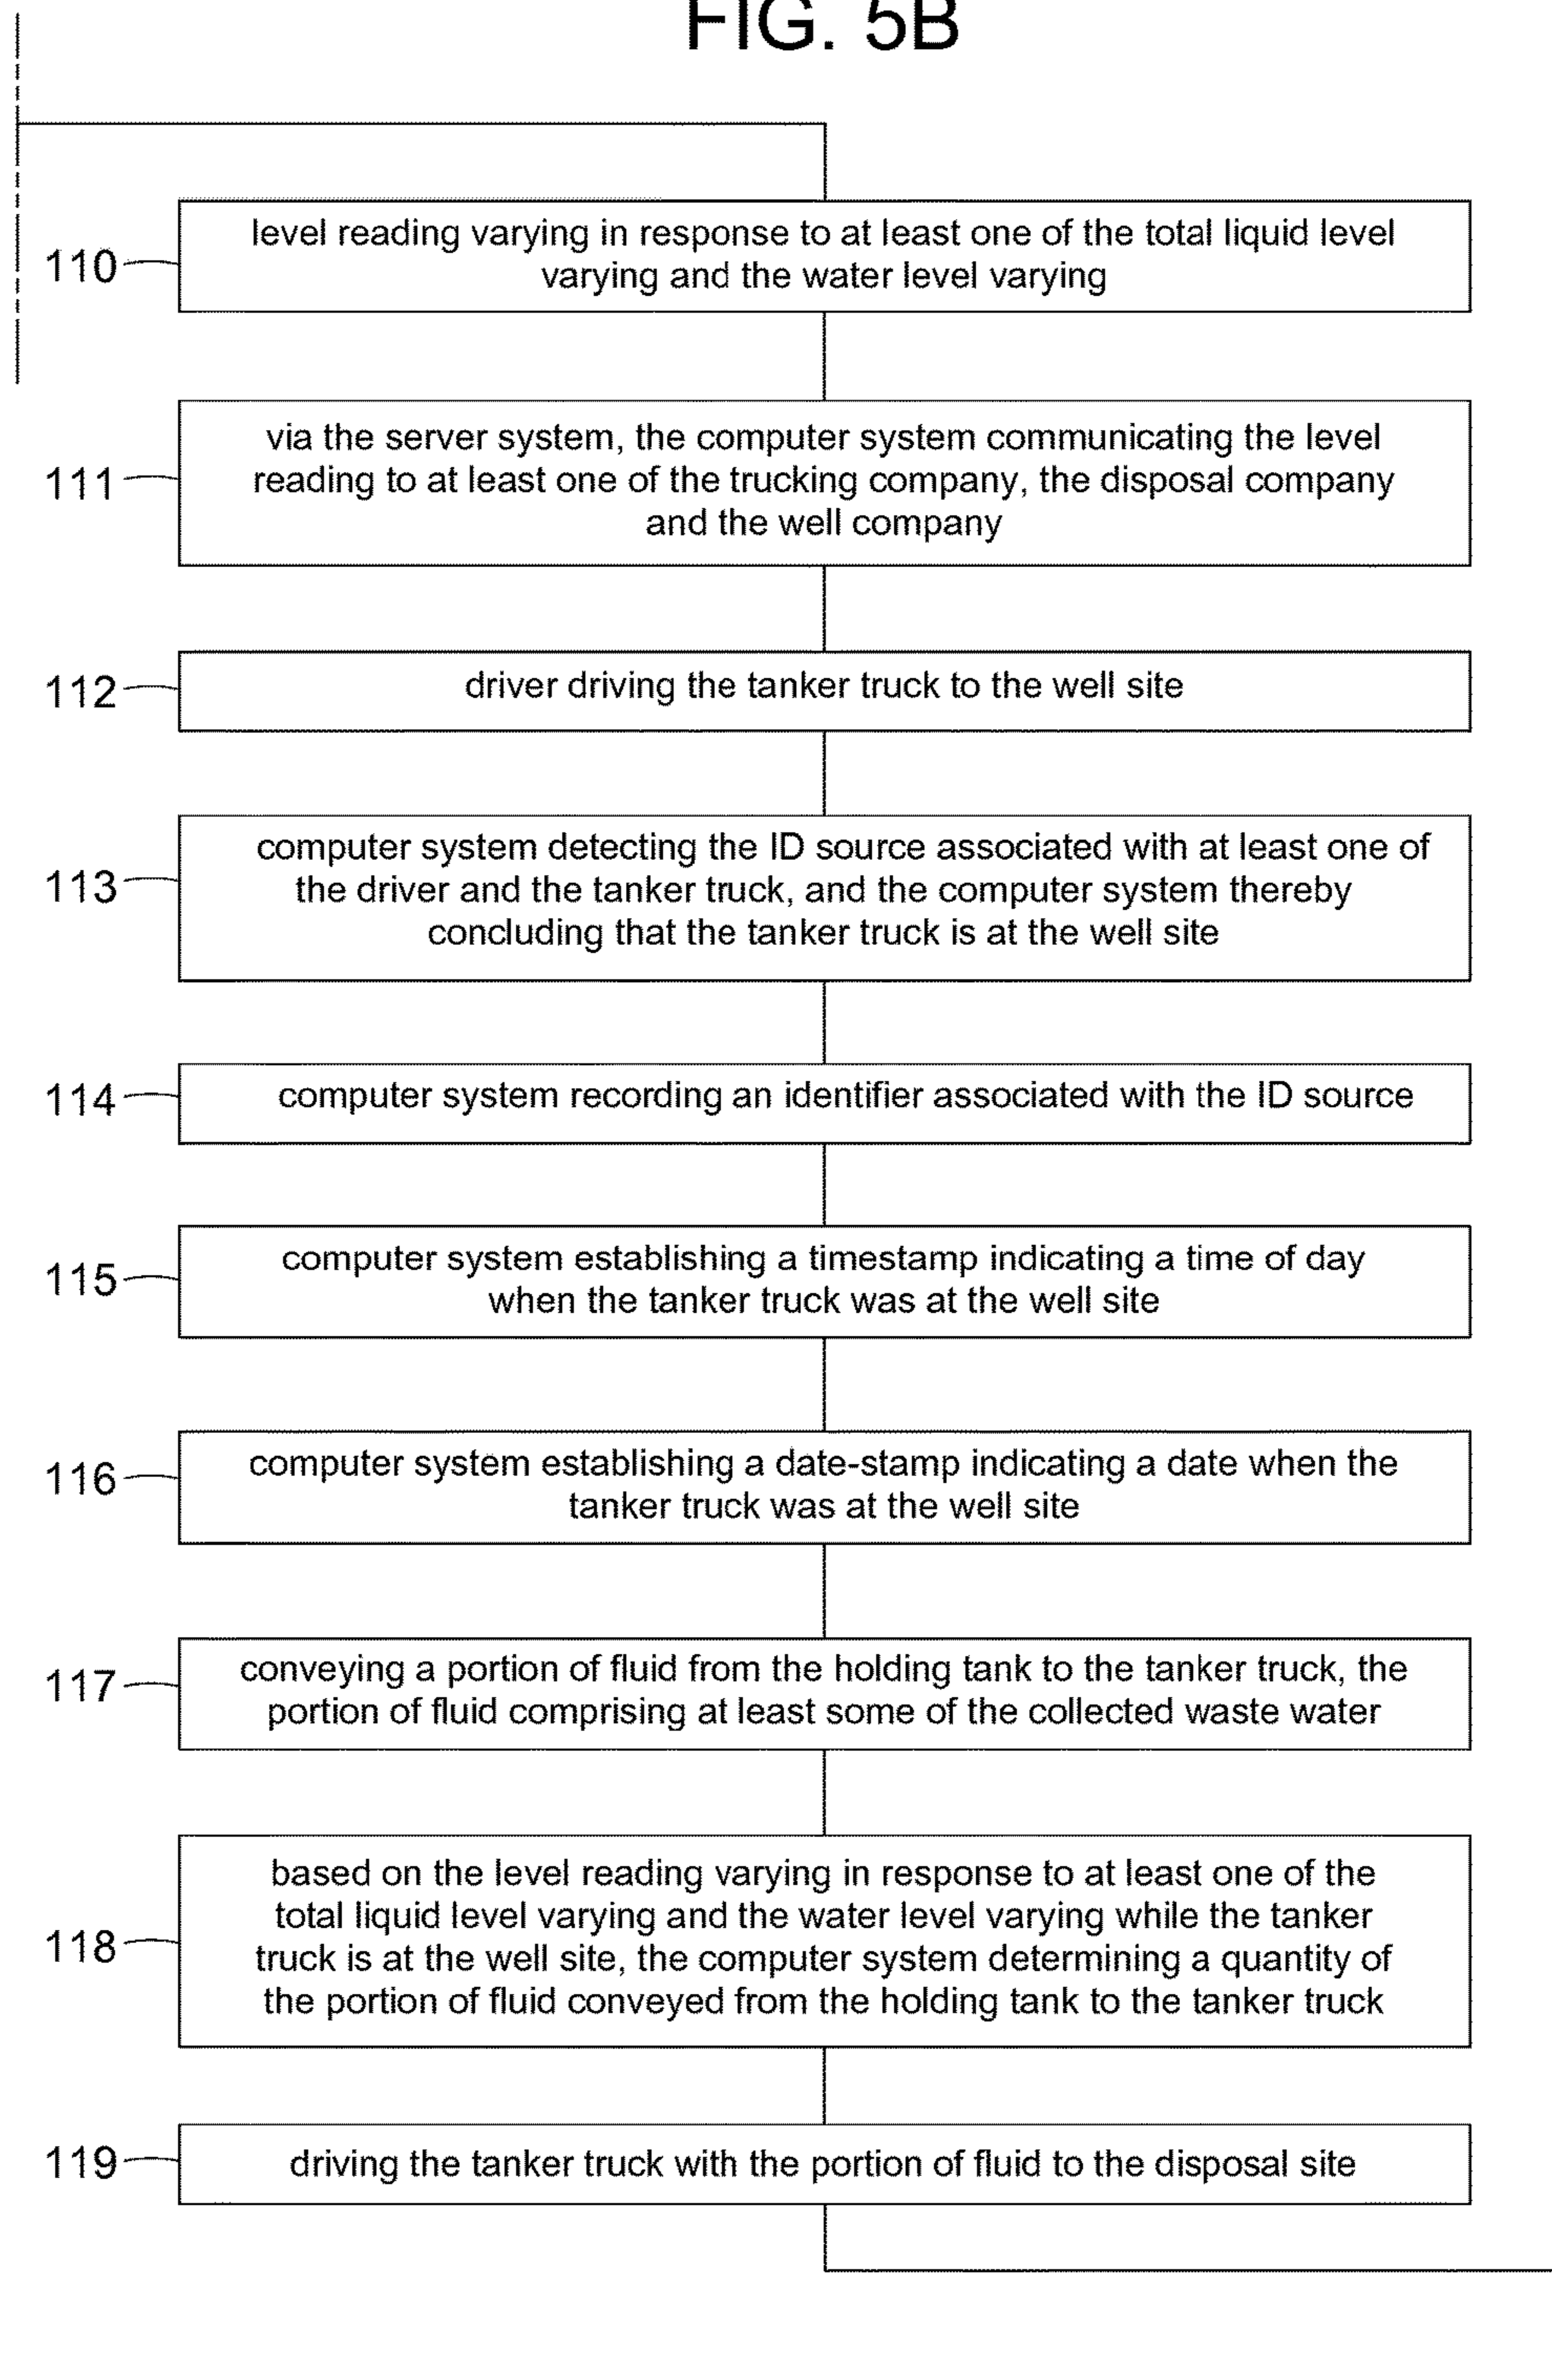 FIG. 5B
110
level reading varying in response to at least one of the total liquid level
varying and the water level varying
111
via the server system, the computer system communicating the level
reading to at least one of the trucking company, the disposal company
and the well company
112
driver driving the tanker truck to the well site
113
computer system detecting the ID source associated with at least one of
the driver and the tanker truck, and the computer system thereby
concluding that the tanker truck is at the well site
114
computer system recording an identifier associated with the ID source
115
computer system establishing a timestamp indicating a time of day
when the tanker truck was at the well site
116
computer system establishing a date-stamp indicating a date when the
tanker truck was at the well site
117
conveying a portion of fluid from the holding tank to the tanker truck, the
portion of fluid comprising at least some of the collected waste water
118
based on the level reading varying in response to at least one of the
total liquid level varying and the water level varying while the tanker
truck is at the well site, the computer system determining a quantity of
the portion of fluid conveyed from the holding tank to the tanker truck
119
driving the tanker truck with the portion of fluid to the disposal site